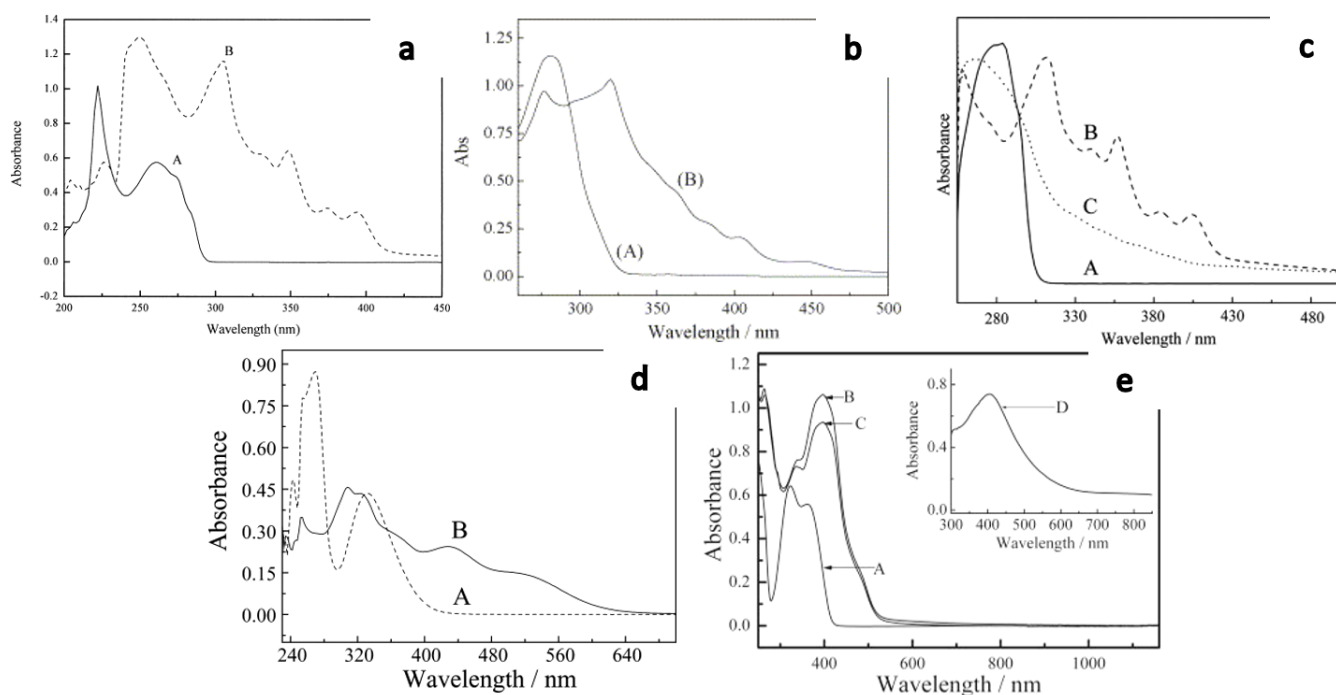 a
1.4
1.2
1.0
0.8
0.6
0.4
0.2
0.0
-0.2
200 250 300 350 400 450
Absorbance
Wavelength (nm)
A
B
b
1.25
1.00
0.75
0.50
0.25
0.00
300 350 400 450 500
Abs
Wavelength / nm
(A)
(B)
c
Absorbance
280 330 380 430 480
Wavelength / nm
B
C
A
d
0.90
0.75
0.60
0.45
0.30
0.15
0.00
240 320 400 480 560 640
Absorbance
Wavelength / nm
B
A
e
1.2
1.0
0.8
0.6
0.4
0.2
0.0
400 600 800 1000
Absorbance
Wavelength / nm
B
C
A
0.8
0.4
0.0
300 400 500 600 700 800
Absorbance
Wavelength / nm
D